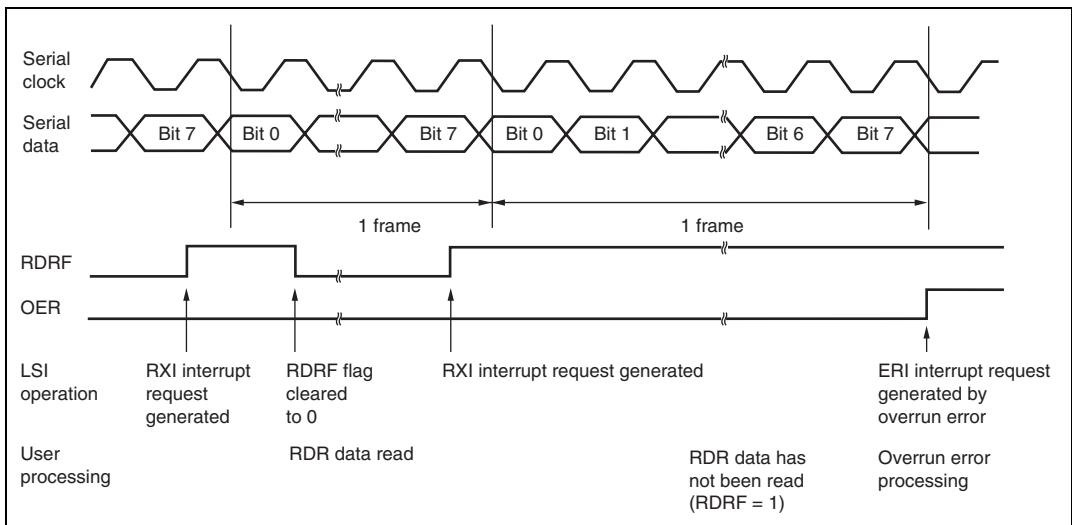 Serial
clock
Serial
data
Bit 7
Bit 0
Bit 7
Bit 0
Bit 1
Bit 6
Bit 7
1 frame
1 frame
RDRF
OER
LSI
operation
RXI interrupt
request
generated
RDRF flag
cleared
to 0
RXI interrupt request generated
ERI interrupt request
generated by
overrun error
User
processing
RDR data read
RDR data has
not been read
(RDRF = 1)
Overrun error
processing